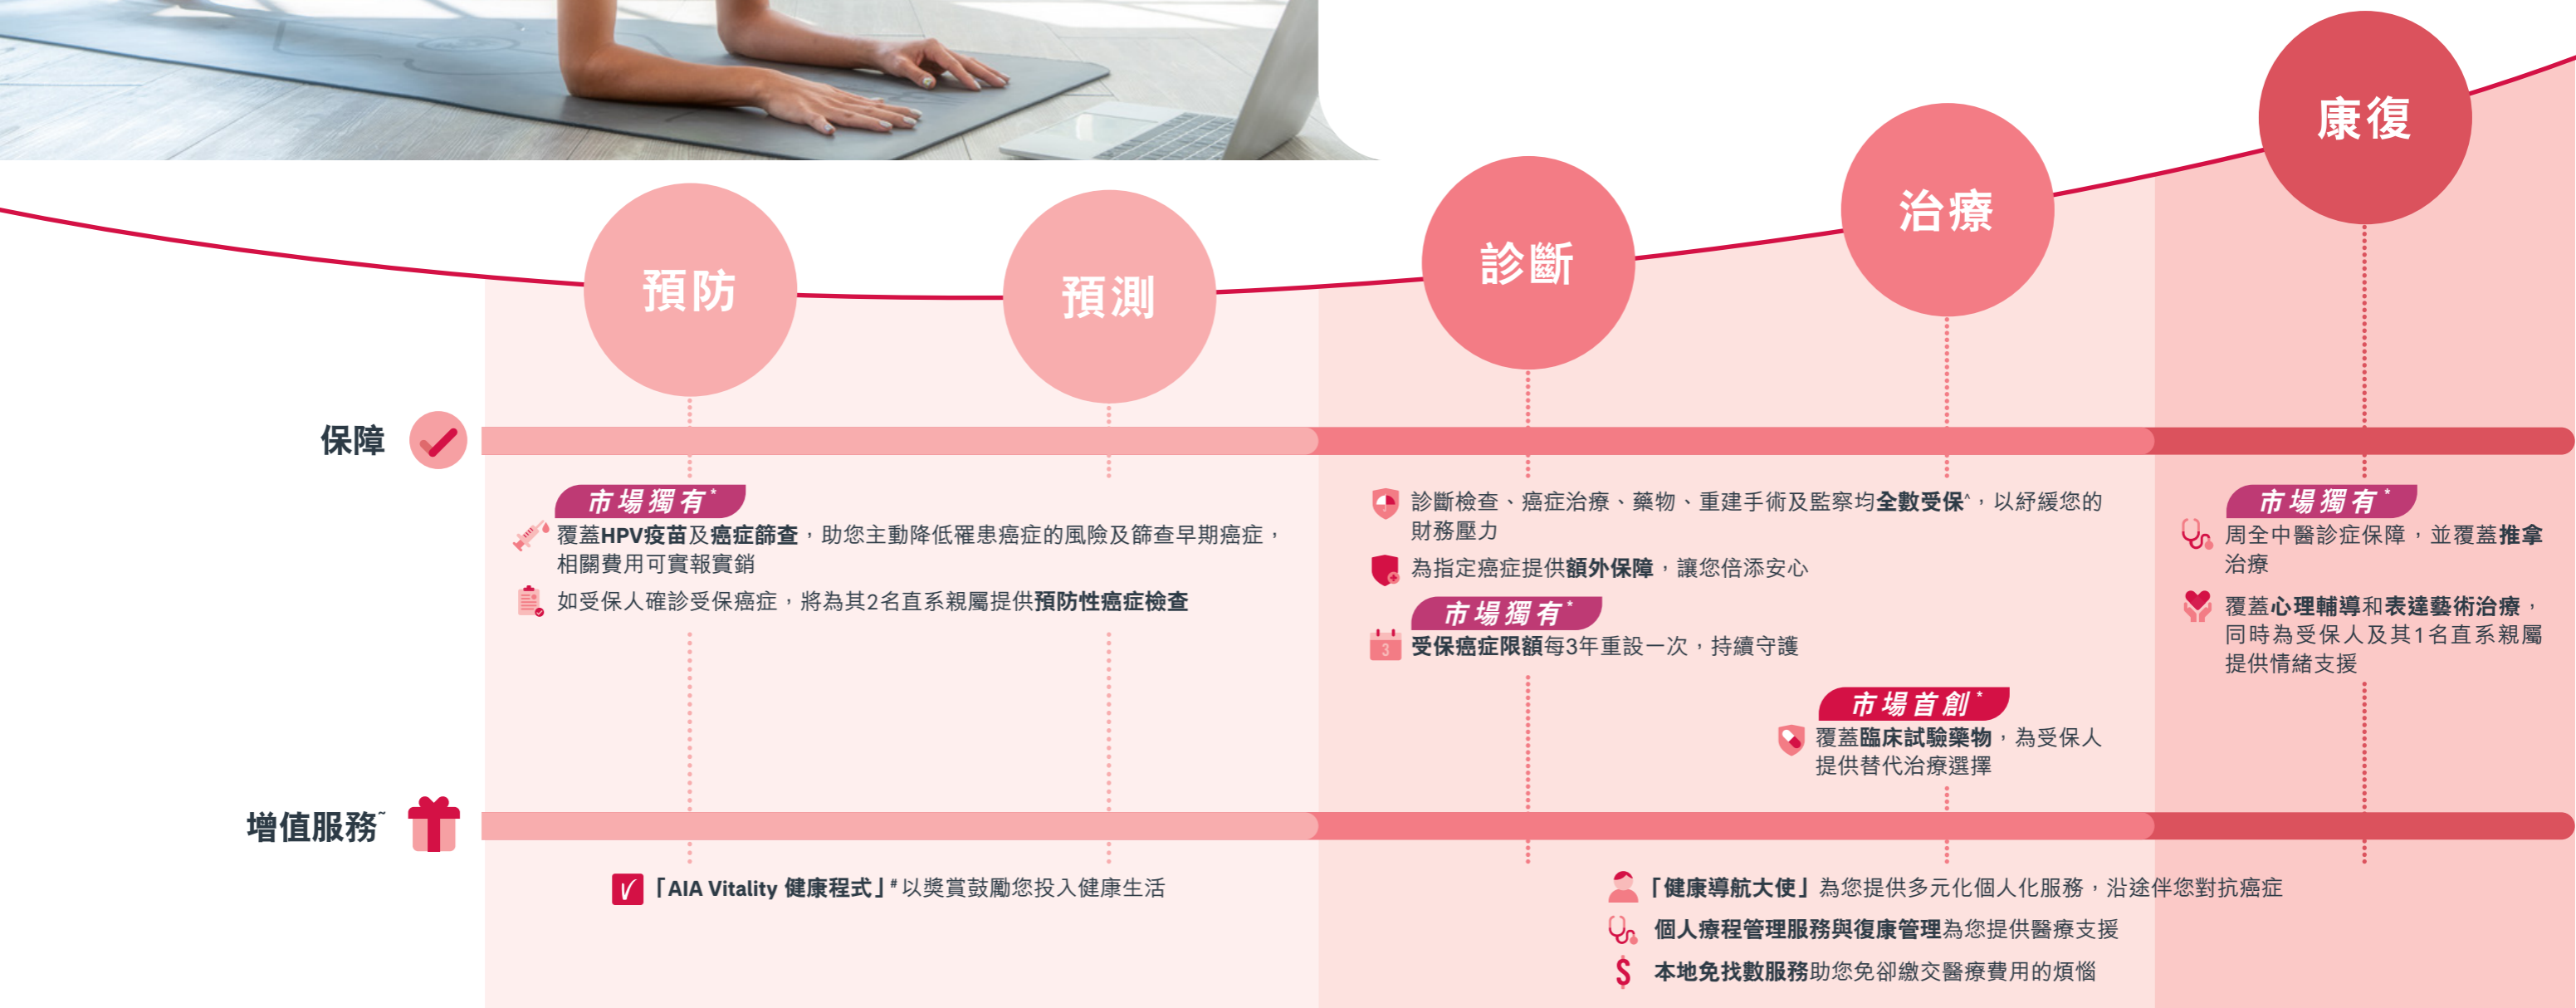 預防
預測
診斷
治療
康復
保障
市場獨有*
覆蓋HPV疫苗及癌症篩查，助您主動降低罹患癌症的風險及篩查早期癌症，
相關費用可實報實銷
如受保人確診受保癌症，將為其2名直系親屬提供預防性癌症檢查
診斷檢查、癌症治療、藥物、重建手術及監察均全數受保^，以紓緩您的
財務壓力
為指定癌症提供額外保障，讓您倍添安心
市場獨有*
3
受保癌症限額每3年重設一次，持續守護
市場首創*
覆蓋臨床試驗藥物，為受保人
提供替代治療選擇
市場獨有*
周全中醫診症保障，並覆蓋推拿
治療
覆蓋心理輔導和表達藝術治療，
同時為受保人及其1名直系親屬
提供情緒支援
增值服務~
「AIA Vitality 健康程式」#以獎賞鼓勵您投入健康生活
「健康導航大使」為您提供多元化個人化服務，沿途伴您對抗癌症
個人療程管理服務與復康管理為您提供醫療支援
$ 本地免找數服務助您免卻繳交醫療費用的煩惱